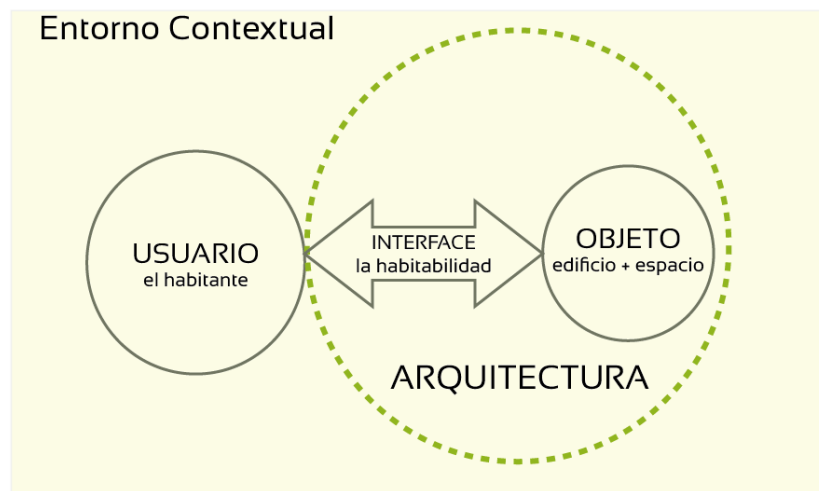 Entorno Contextual
USUARIO
el habitante
INTERFACE
la habitabilidad
OBJETO
edificio + espacio
ARQUITECTURA